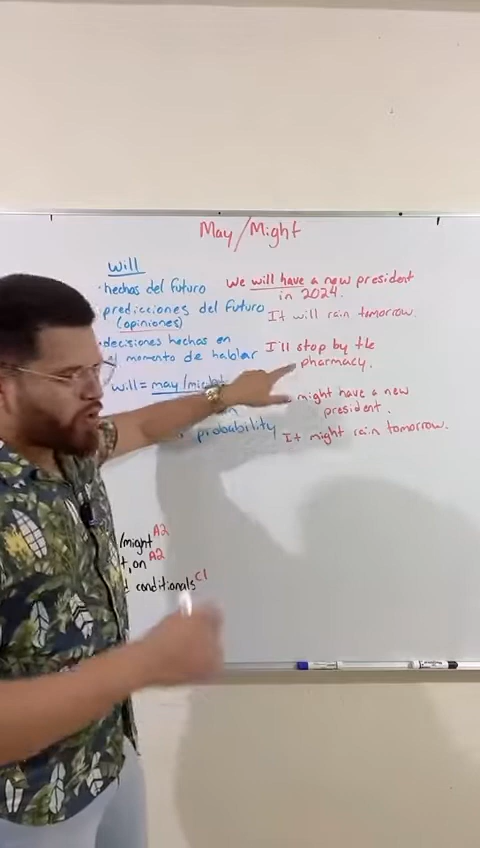 May/Might
will
• hechos del futuro
We will have a new president
in 2024.
• predicciones del futuro
(opiniones)
It will rain tomorrow.
• decisiones hechas en
el momento de hablar
I'll stop by the
pharmacy.
will = may/might
might have a new
president.
probability
It might rain tomorrow.
/might A2
t, on A2
d conditionals C1